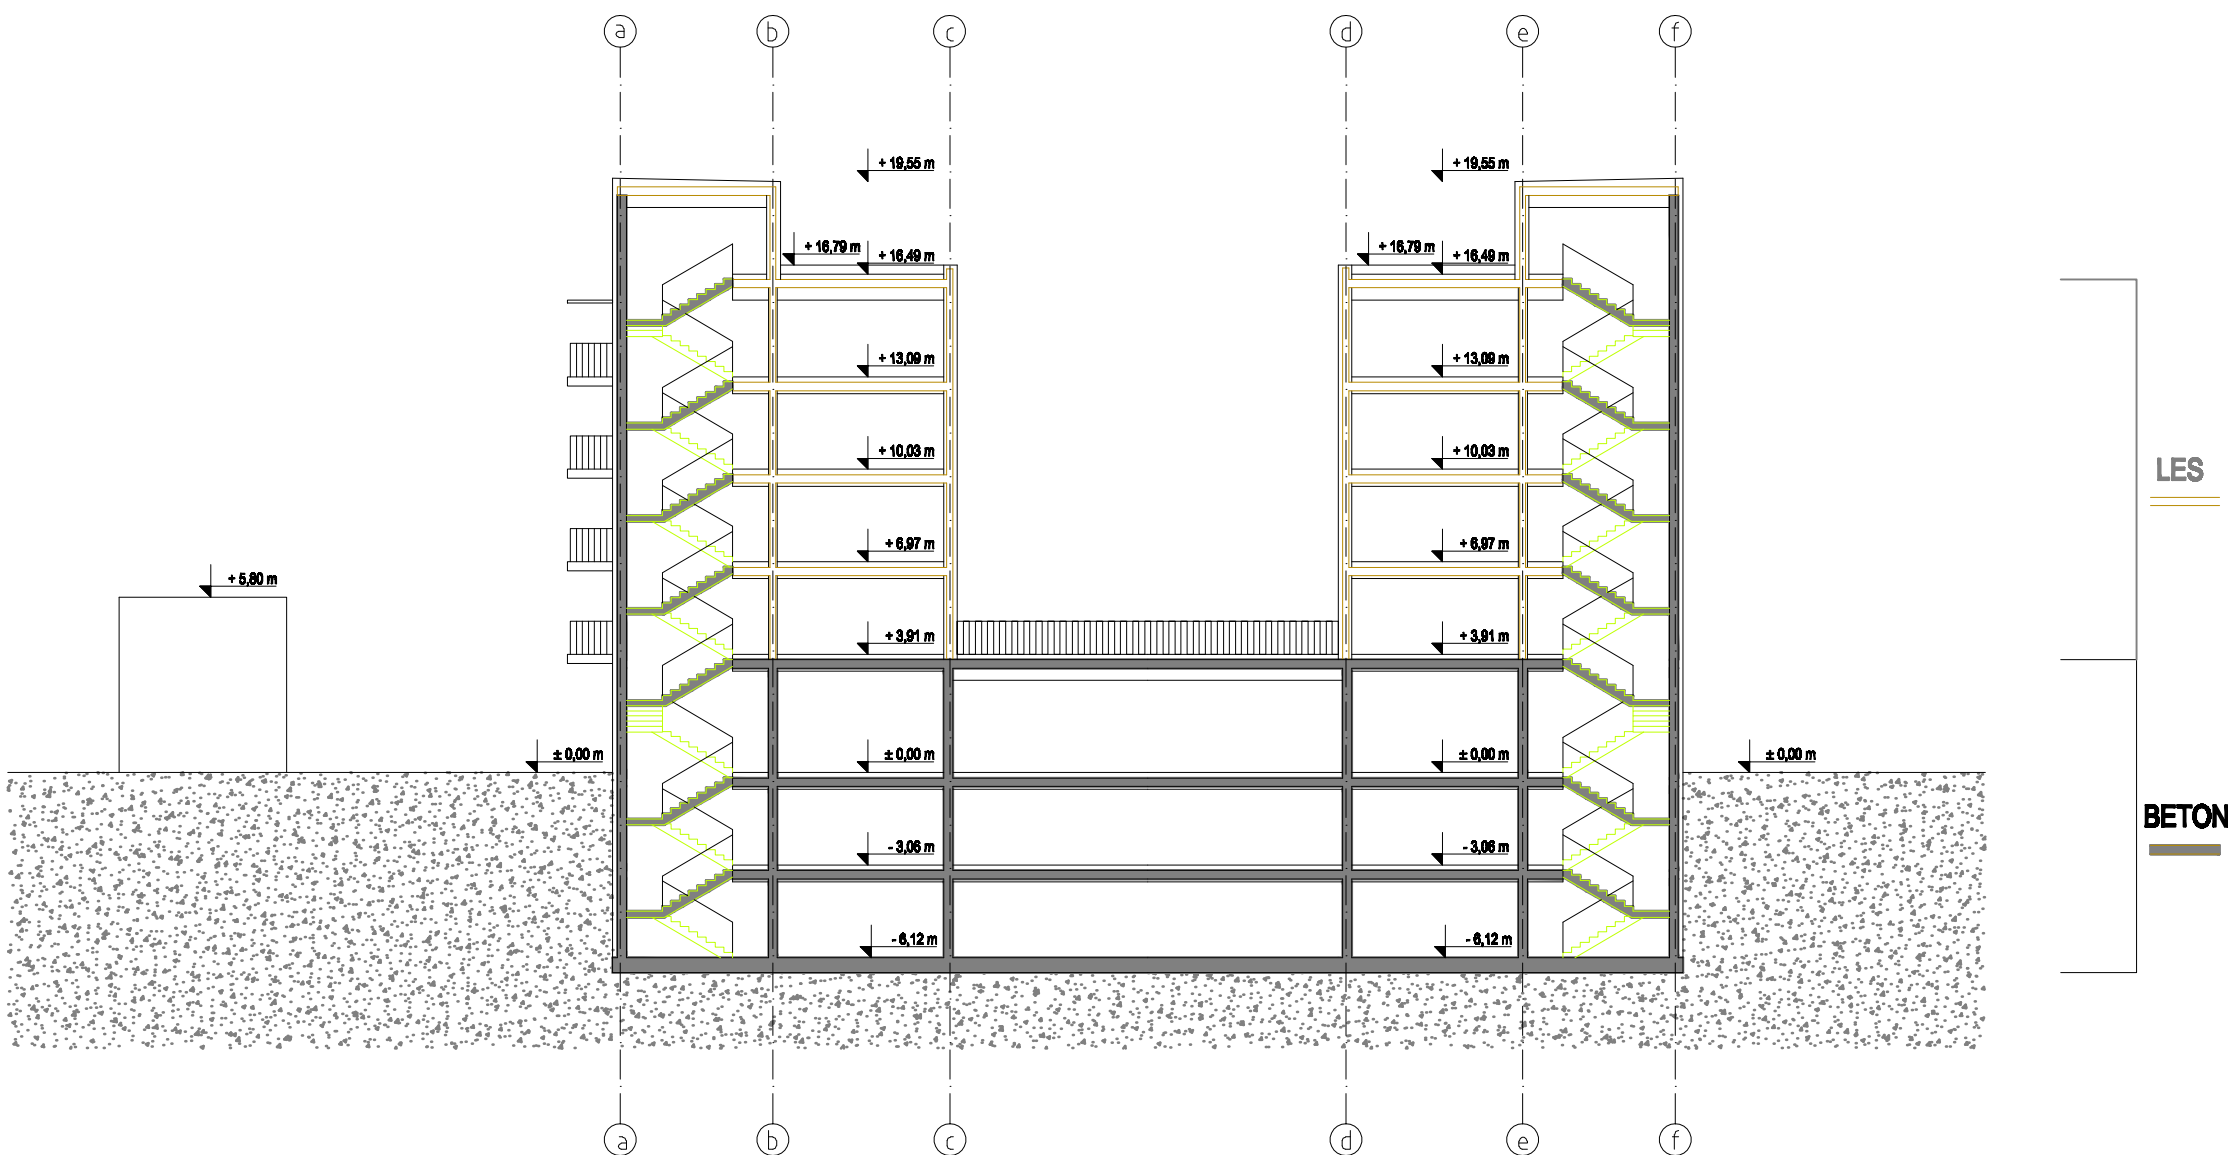 a b c d e f
+ 19,55 m + 19,55 m
+ 16,79 m + 16,49 m + 16,79 m + 16,49 m
+ 13,09 m + 13,09 m
+ 10,03 m + 10,03 m
LES
+ 6,97 m + 6,97 m
+ 5,80 m
+ 3,91 m + 3,91 m
± 0,00 m ± 0,00 m ± 0,00 m ± 0,00 m
BETON
- 3,06 m - 3,06 m
- 6,12 m - 6,12 m
a b c d e f